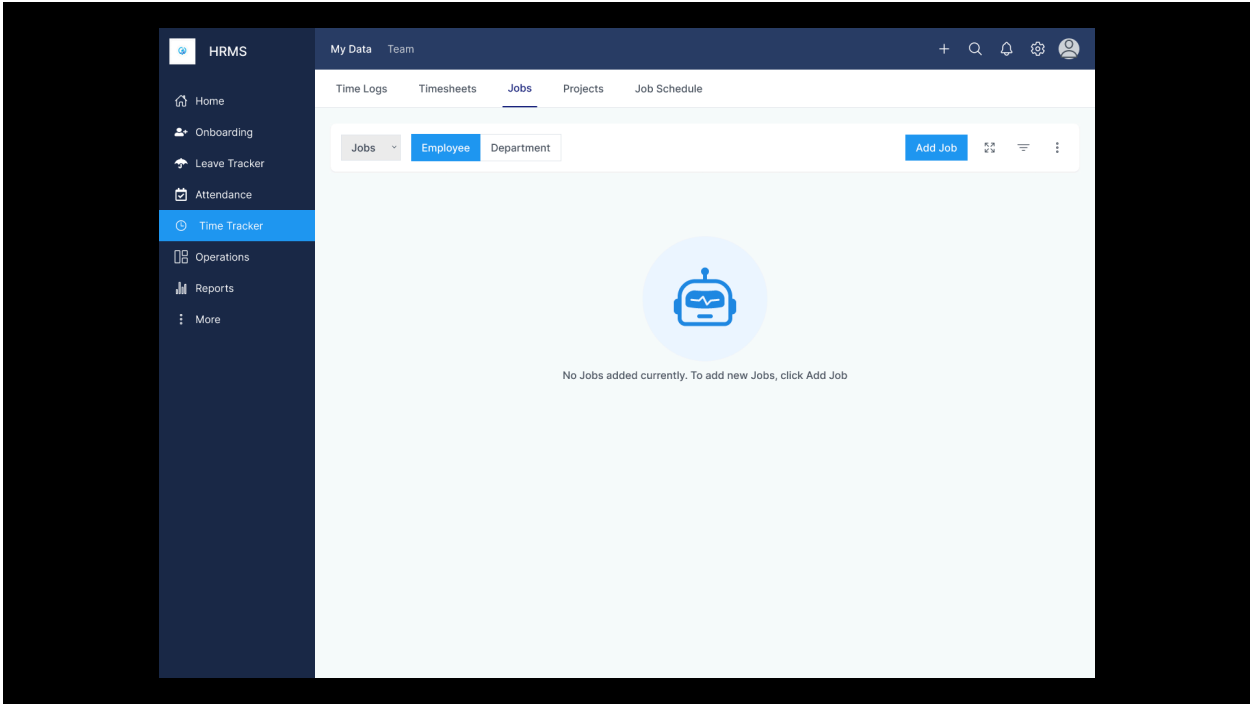 HRMS
My Data Team
Home
Onboarding
Leave Tracker
Attendance
Time Tracker
Operations
Reports
More
Time Logs Timesheets Jobs Projects Job Schedule
Jobs Employee Department Add Job
No Jobs added currently. To add new Jobs, click Add Job